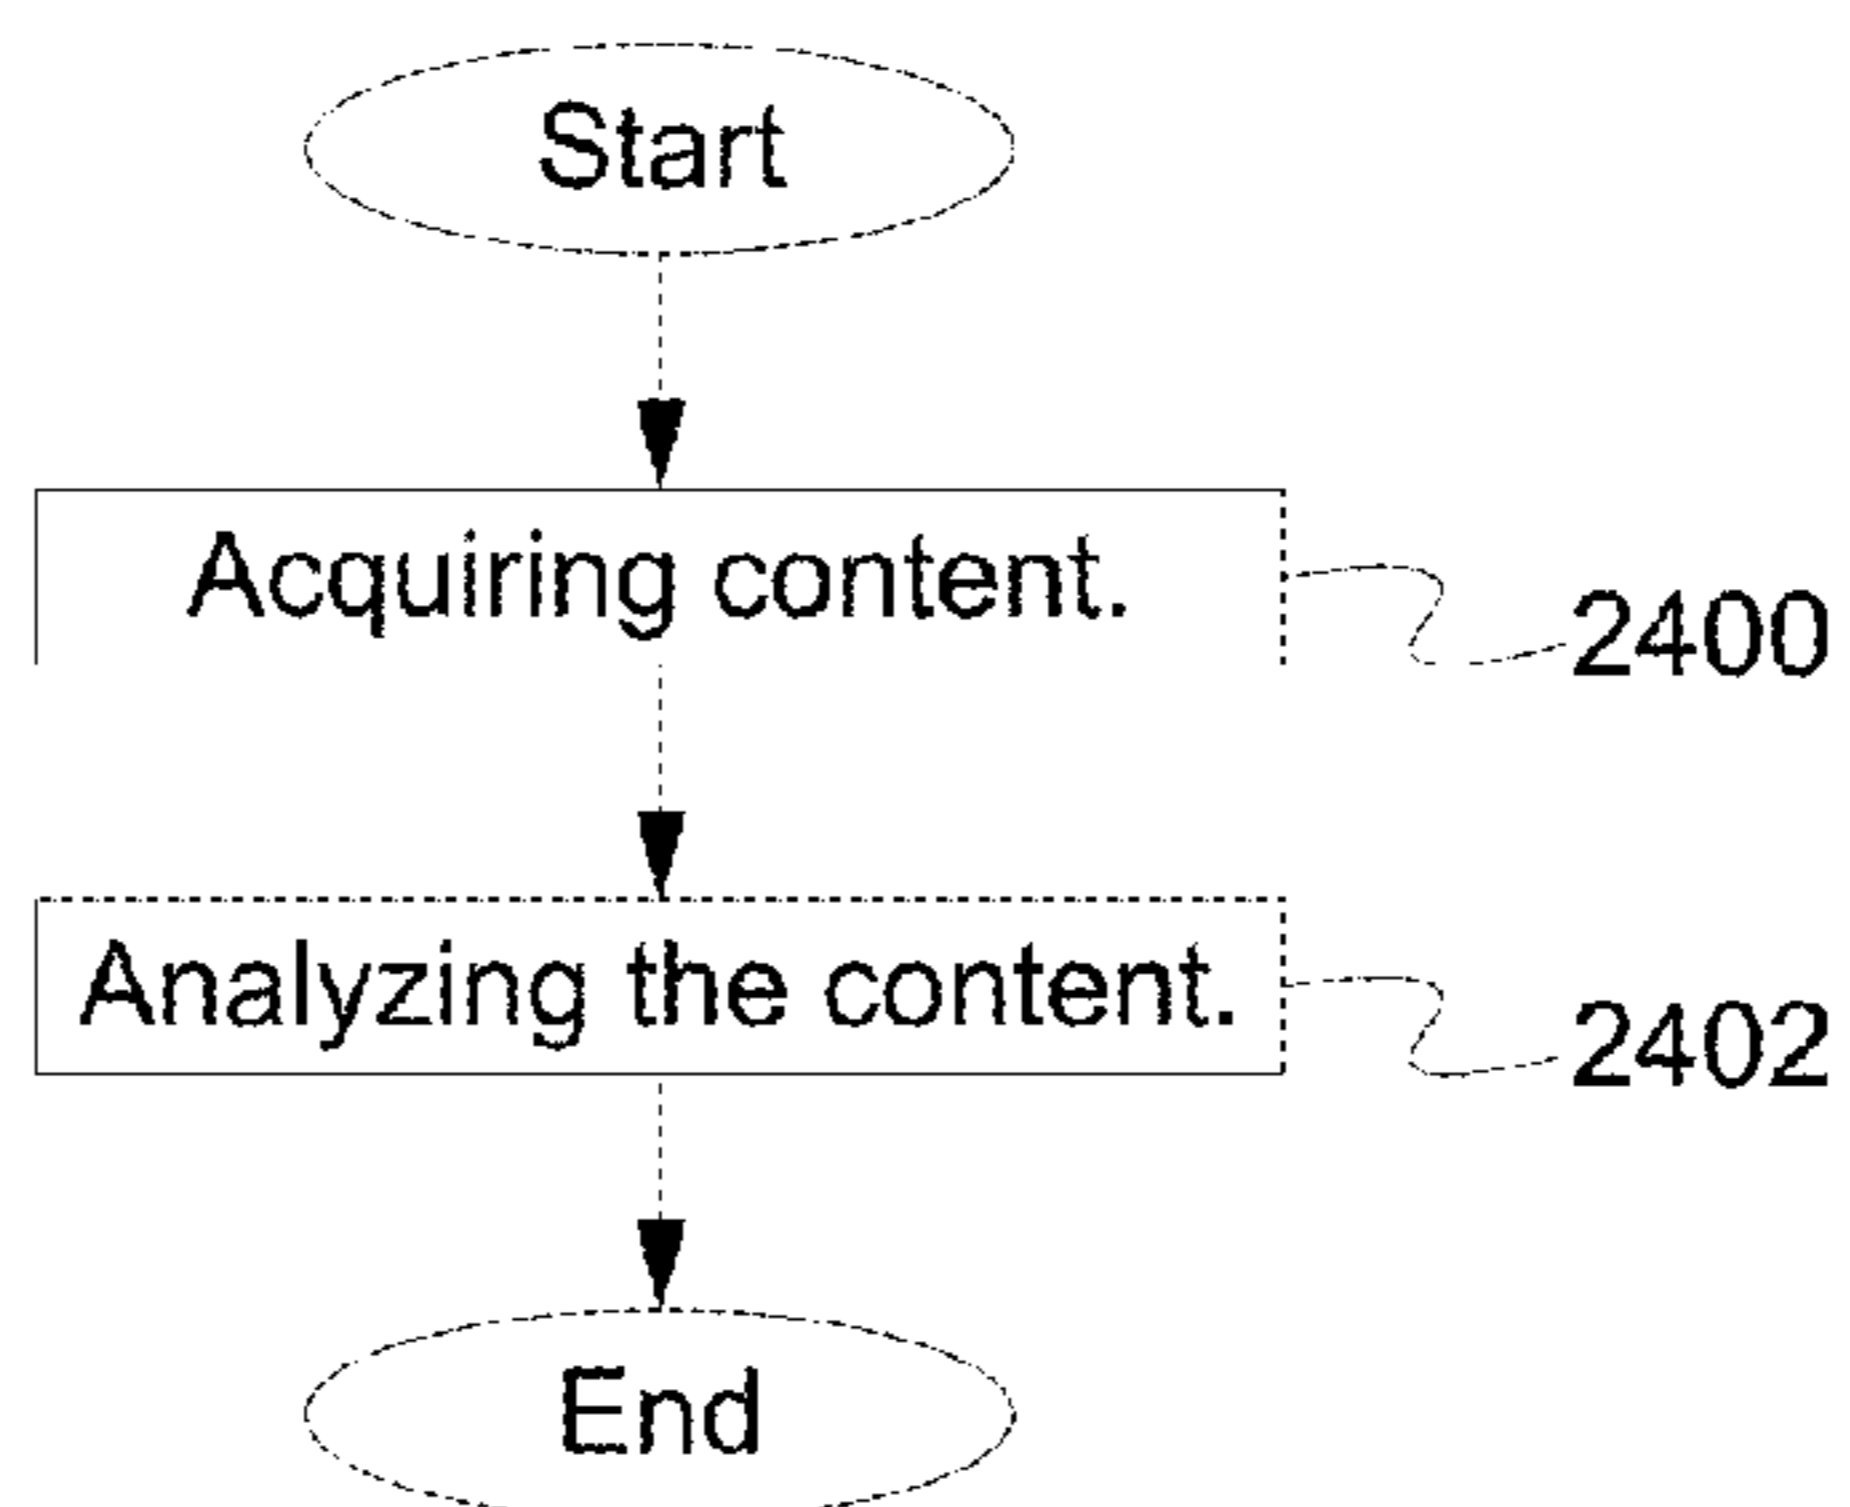 Start
Acquiring content.
2400
Analyzing the content.
2402
End